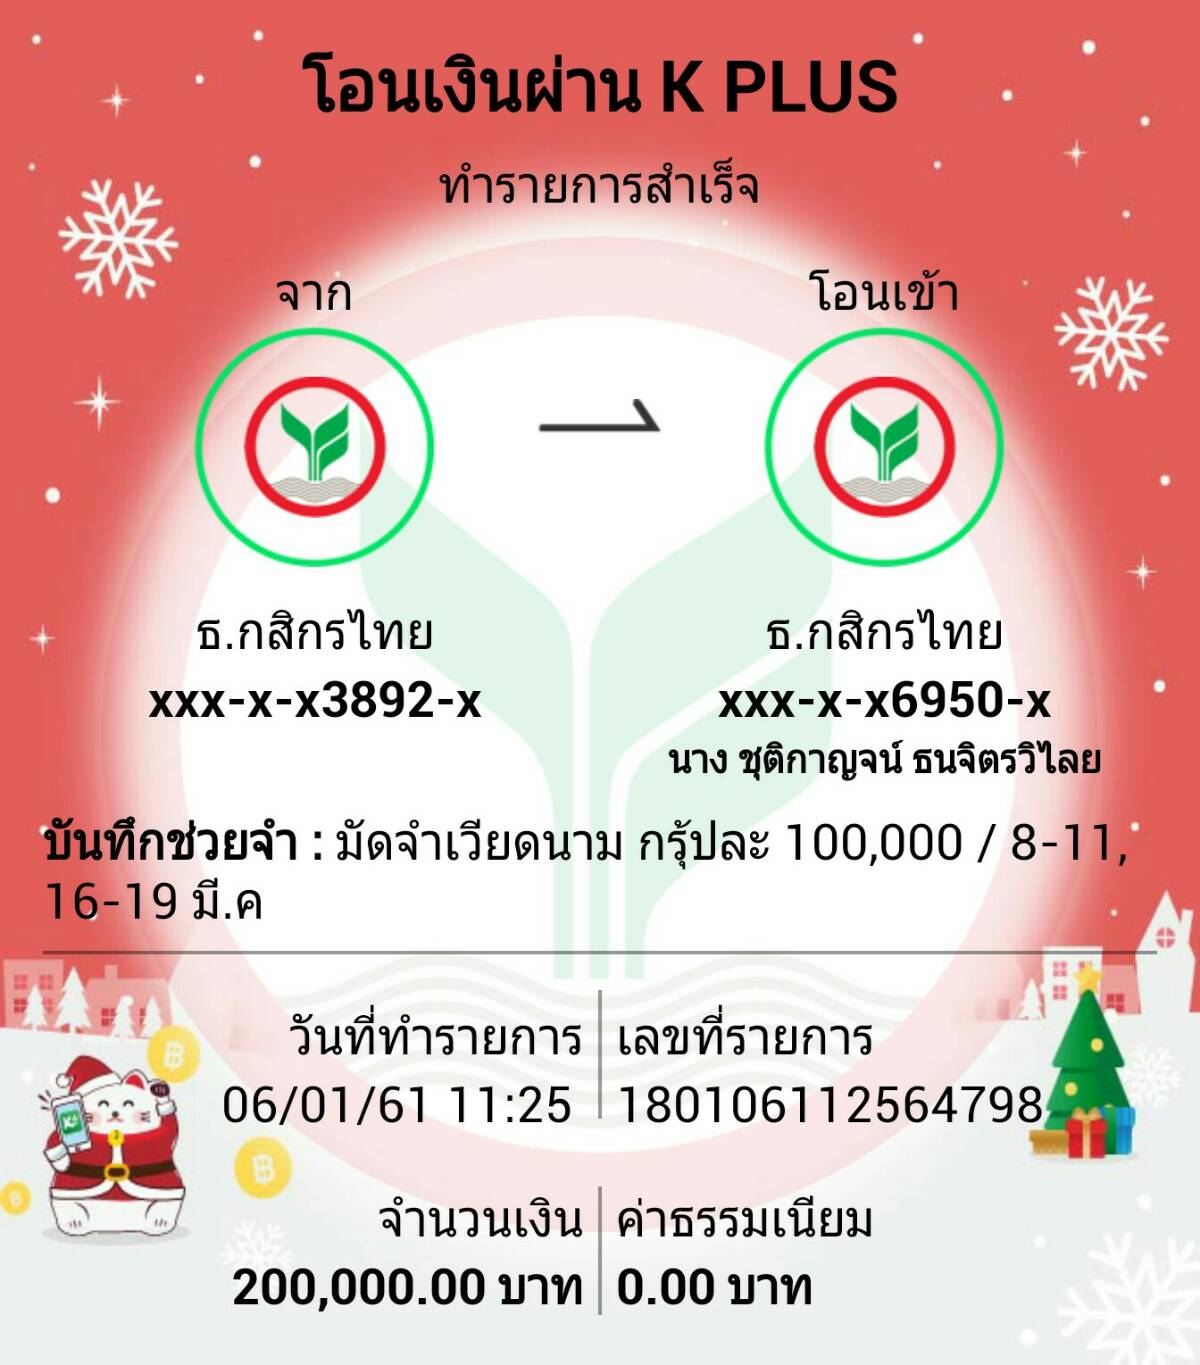 โอนเงินผ่าน K PLUS
ทำรายการสำเร็จ
จาก
โอนเข้า
ธ.กสิกรไทย
xxx-x-x3892-x
ธ.กสิกรไทย
xxx-x-x6950-x
นาง ชุติกาญจน์ ธนจิตรวิไลย
บันทึกช่วยจำ : มัดจำเวียดนาม กรุ้ปละ 100,000 / 8-11,
16-19 มี.ค
วันที่ทำรายการ
06/01/61 11:25
เลขที่รายการ
180106112564798
จำนวนเงิน
200,000.00 บาท
ค่าธรรมเนียม
0.00 บาท